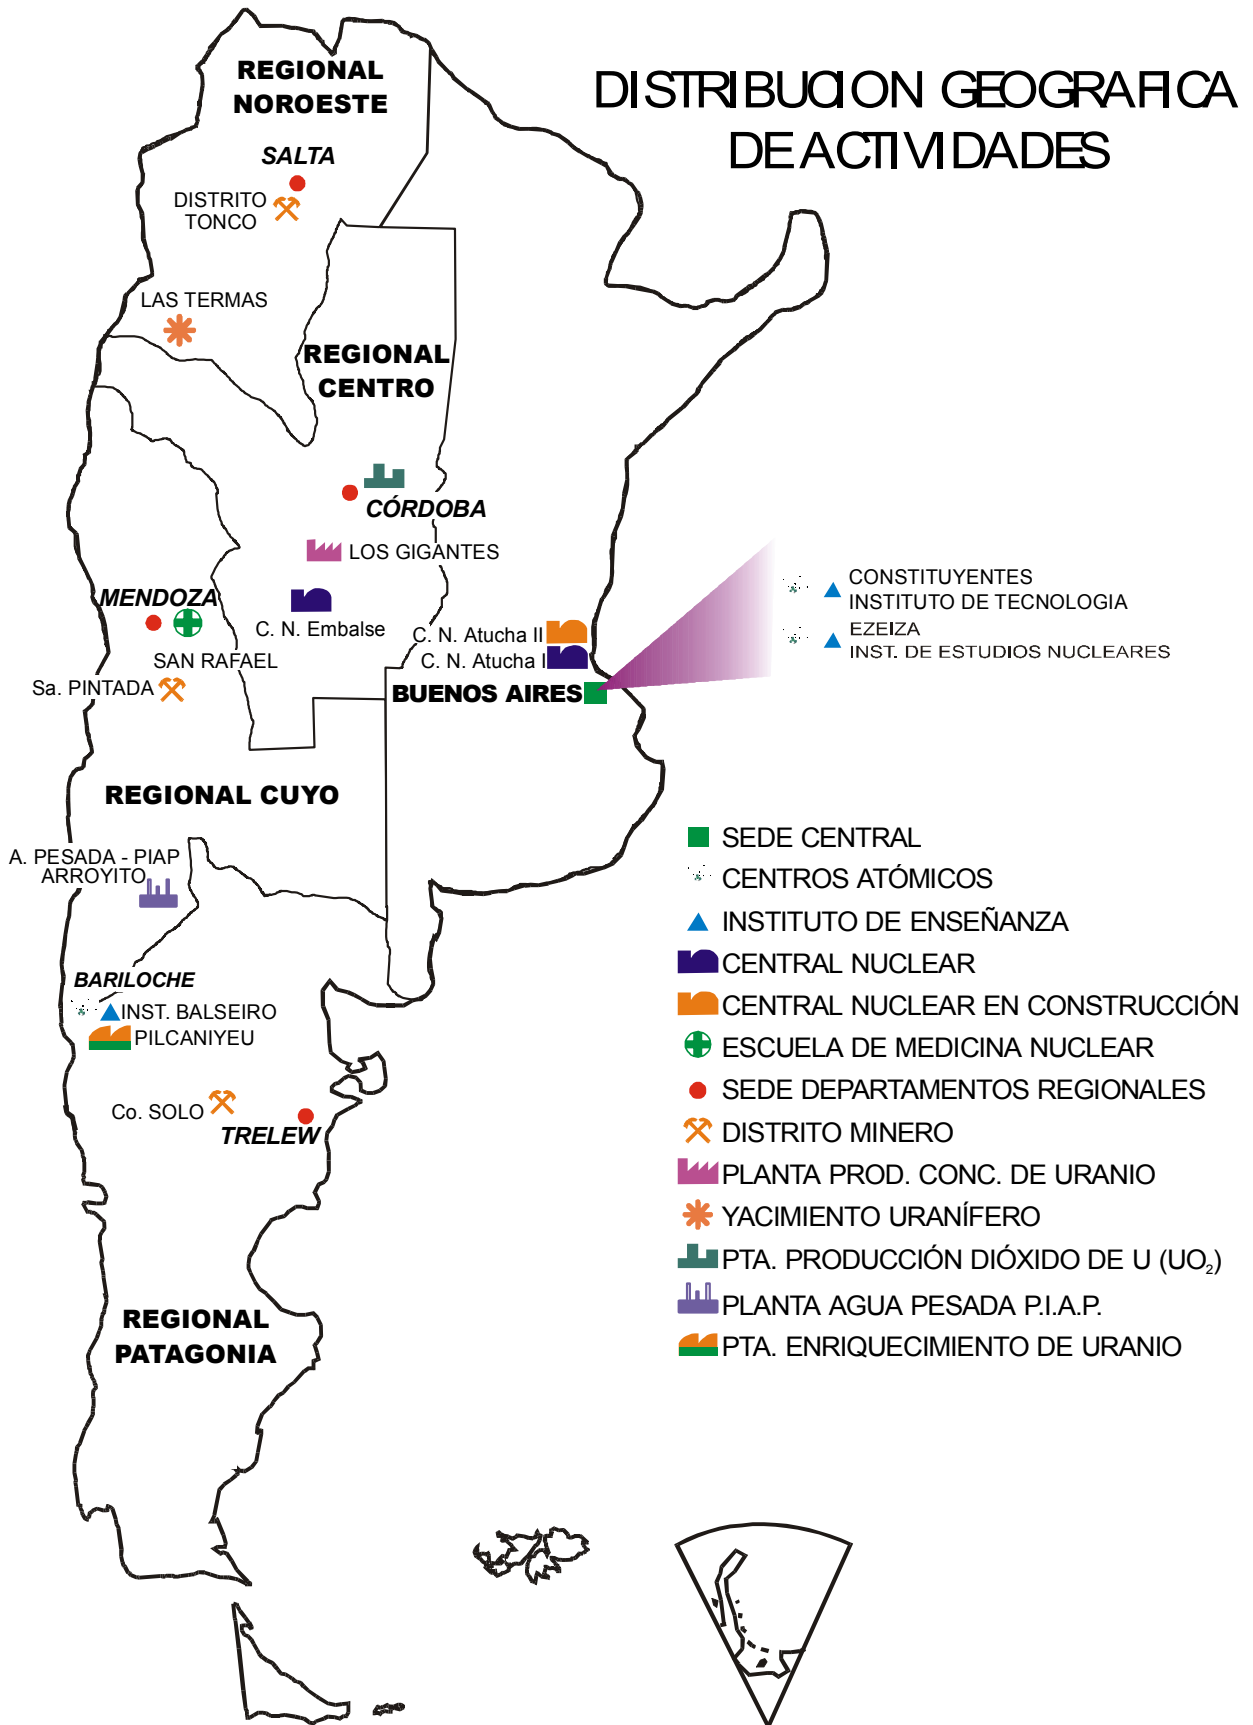 DISTRIBUCION GEOGRAFICA
DE ACTIVIDADES
REGIONAL
NOROESTE
SALTA
DISTRITO
TONCO
LAS TERMAS
REGIONAL
CENTRO
CÓRDOBA
LOS GIGANTES
MENDOZA
C. N. Embalse
SAN RAFAEL
Sa. PINTADA
C. N. Atucha II
C. N. Atucha I
BUENOS AIRES
CONSTITUYENTES
INSTITUTO DE TECNOLOGIA
EZEIZA
INST. DE ESTUDIOS NUCLEARES
REGIONAL CUYO
A. PESADA - PIAP
ARROYITO
BARILOCHE
INST. BALSEIRO
PILCANIYEU
Co. SOLO
TRELEW
REGIONAL
PATAGONIA
SEDE CENTRAL
CENTROS ATÓMICOS
INSTITUTO DE ENSEÑANZA
CENTRAL NUCLEAR
CENTRAL NUCLEAR EN CONSTRUCCIÓN
ESCUELA DE MEDICINA NUCLEAR
SEDE DEPARTAMENTOS REGIONALES
DISTRITO MINERO
PLANTA PROD. CONC. DE URANIO
YACIMIENTO URANÍFERO
PTA. PRODUCCIÓN DIÓXIDO DE U (UO₂)
PLANTA AGUA PESADA P.I.A.P.
PTA. ENRIQUECIMIENTO DE URANIO